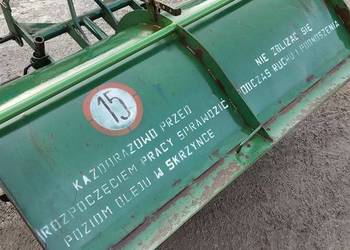 15
KAŻDORAZOWO PRZED
ROZPOCZĘCIEM PRACY SPRAWDZIĆ
POZIOM OLEJU W SKRZYNCE
NIE ZBLIŻAĆ SIĘ
PODCZAS RUCHU I PODNOSZENIA